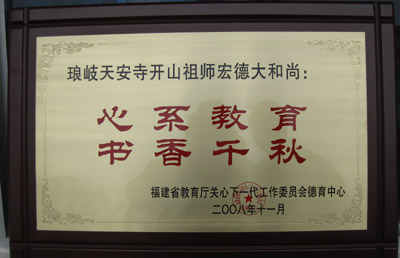 琅岐天安寺开山祖师宏德大和尚：
心系教育
书香千秋
福建省教育厅关心下一代工作委员会德育中心
二〇〇八年十一月